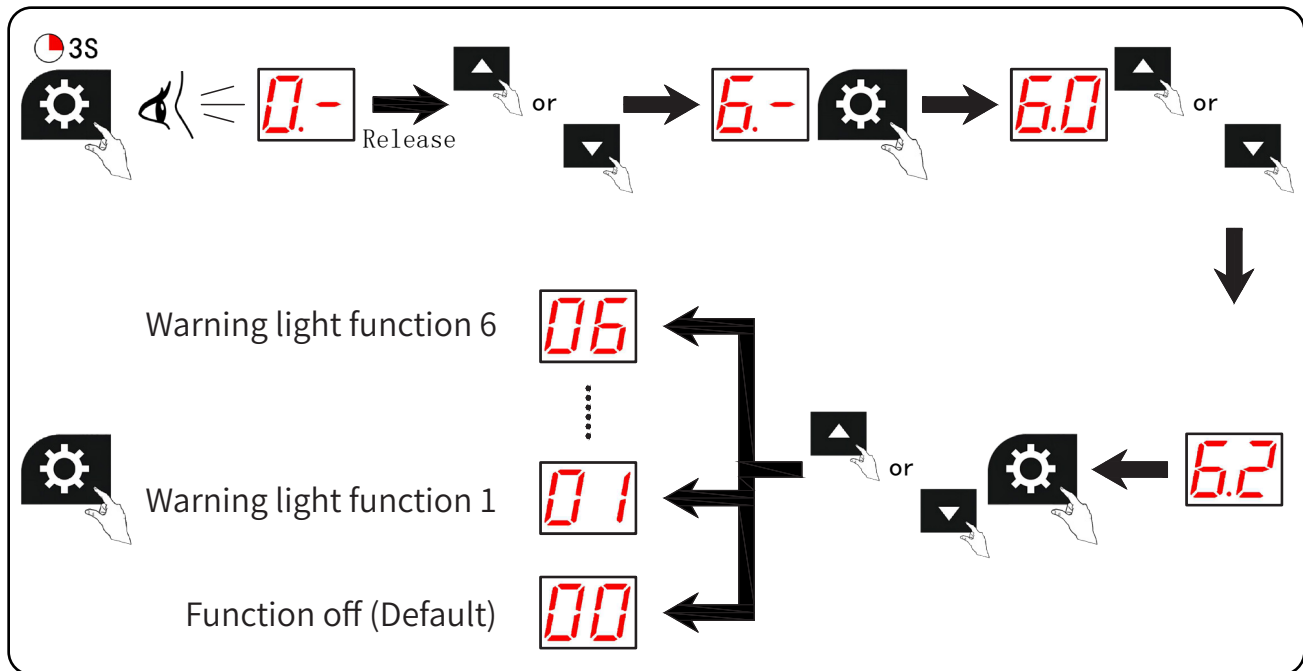 3S
0.-
Release
or
6.-
6.0
or
6.2
or
Warning light function 6
06
Warning light function 1
01
Function off (Default)
00